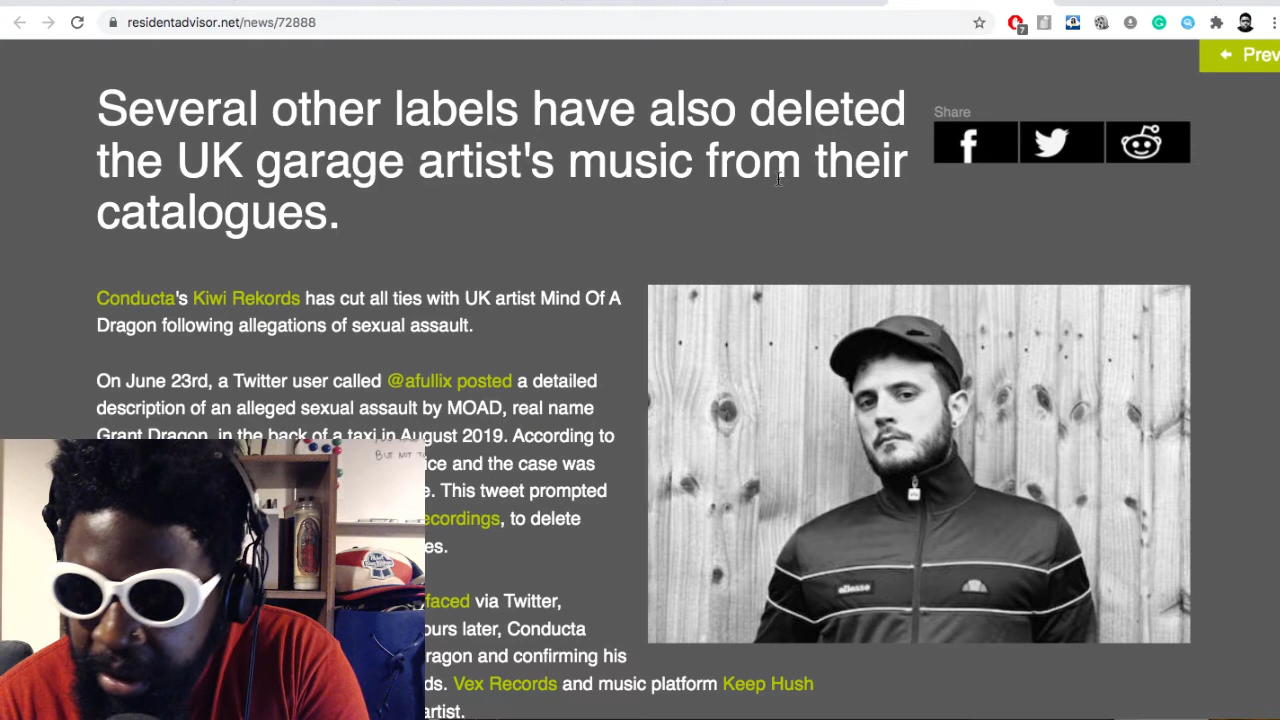 residentadvisor.net/news/72888
7
Prev
Several other labels have also deleted
the UK garage artist's music from their
catalogues.
Share
Conducta's Kiwi Rekords has cut all ties with UK artist Mind Of A
Dragon following allegations of sexual assault.
On June 23rd, a Twitter user called @afullix posted a detailed
description of an alleged sexual assault by MOAD, real name
Grant Dragon, in the back of a taxi in August 2019. According to
ice and the case was
e. This tweet prompted
ecordings, to delete
es.
faced via Twitter,
ours later, Conducta
ragon and confirming his
ds. Vex Records and music platform Keep Hush
artist.
BUT NOT TO
ellesse